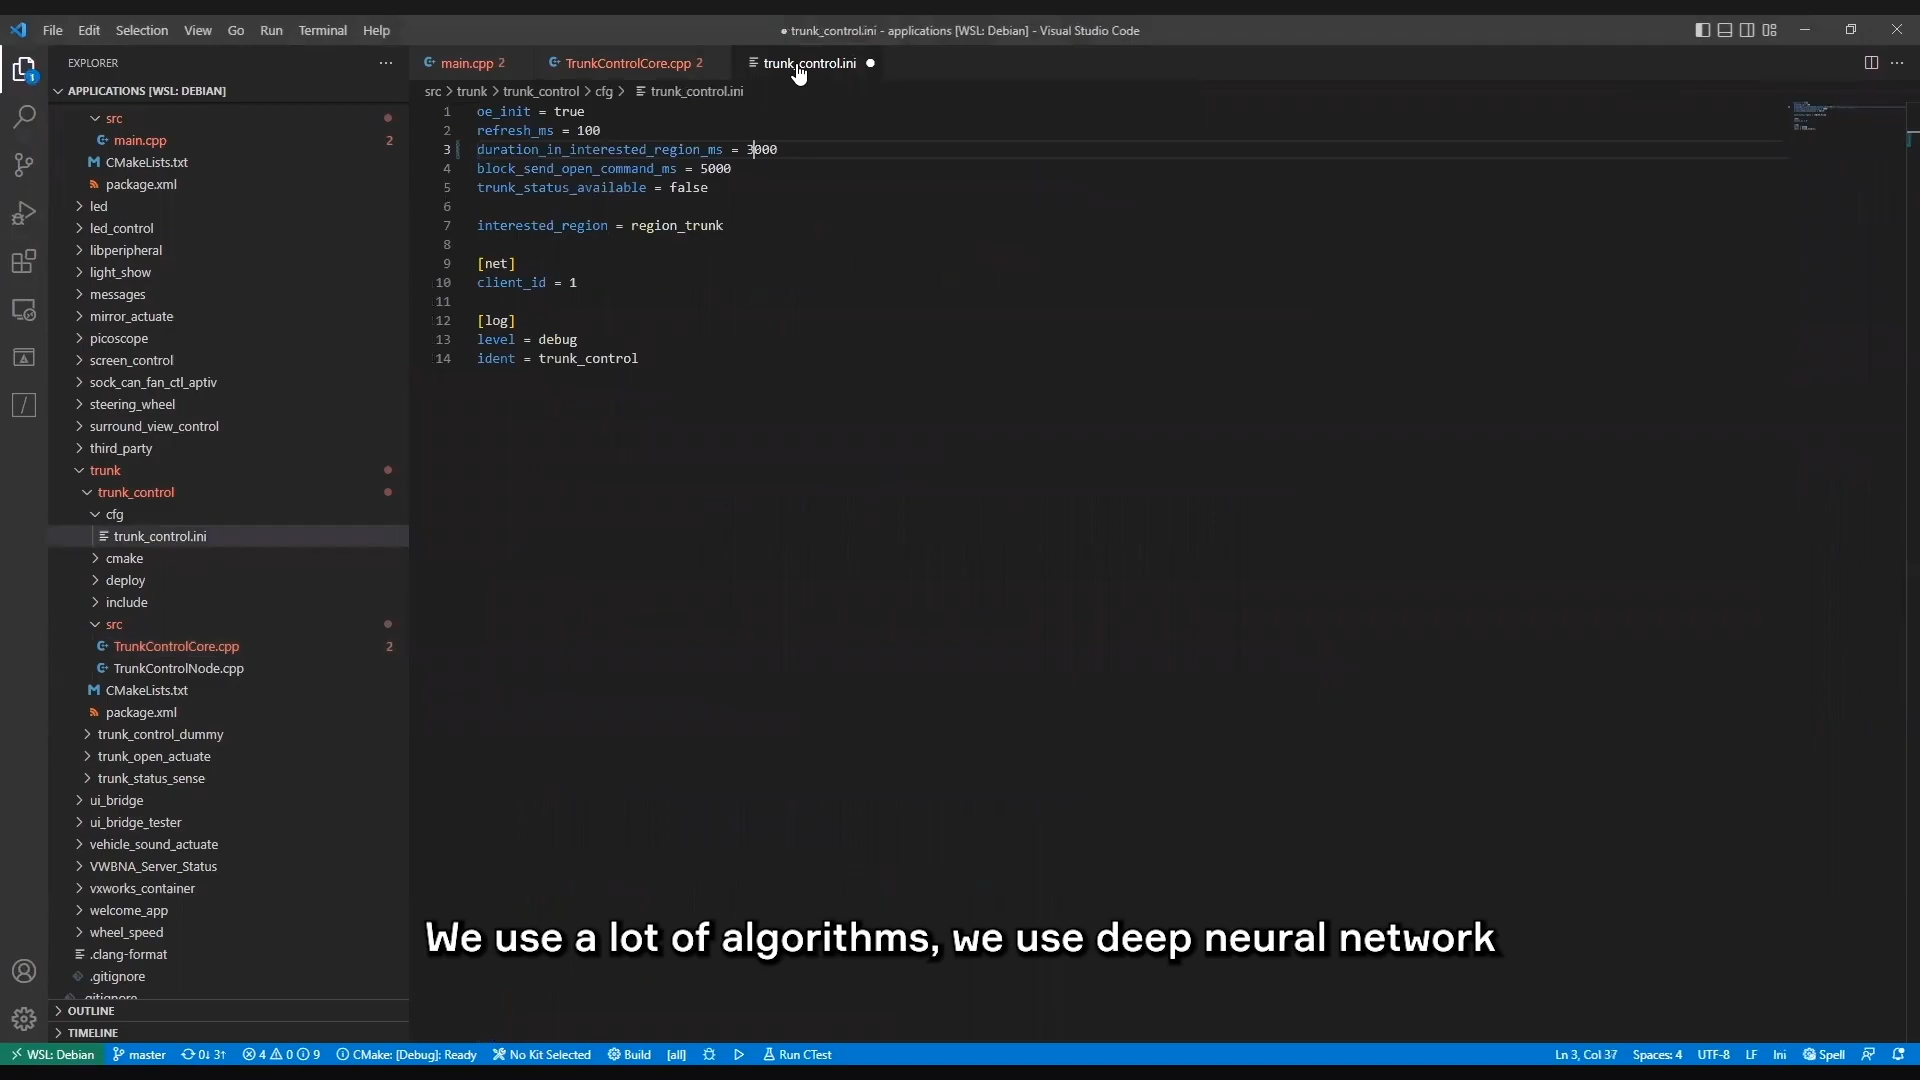 File Edit Selection View Go Run Terminal Help
● trunk_control.ini - applications [WSL: Debian] - Visual Studio Code
EXPLORER
main.cpp 2
TrunkControlCore.cpp 2
trunk_control.ini
APPLICATIONS [WSL: DEBIAN]
src > trunk > trunk_control > cfg > trunk_control.ini
src
main.cpp 2
CMakeLists.txt
package.xml
led
led_control
libperipheral
light_show
messages
mirror_actuate
picoscope
screen_control
sock_can_fan_ctl_aptiv
steering_wheel
surround_view_control
third_party
trunk
trunk_control
cfg
trunk_control.ini
cmake
deploy
include
src
TrunkControlCore.cpp 2
TrunkControlNode.cpp
CMakeLists.txt
package.xml
trunk_control_dummy
trunk_open_actuate
trunk_status_sense
ui_bridge
ui_bridge_tester
vehicle_sound_actuate
VWBNA_Server_Status
vxworks_container
welcome_app
wheel_speed
.clang-format
.gitignore
.gitignore
OUTLINE
TIMELINE
1 oe_init = true
2 refresh_ms = 100
3 duration_in_interested_region_ms = 3000
4 block_send_open_command_ms = 5000
5 trunk_status_available = false
6
7 interested_region = region_trunk
8
9 [net]
10 client_id = 1
11
12 [log]
13 level = debug
14 ident = trunk_control
We use a lot of algorithms, we use deep neural network
WSL: Debian master 0↓ 3↑ 4 0 9 CMake: [Debug]: Ready No Kit Selected Build [all] Run CTest Ln 3, Col 37 Spaces: 4 UTF-8 LF Ini Spell